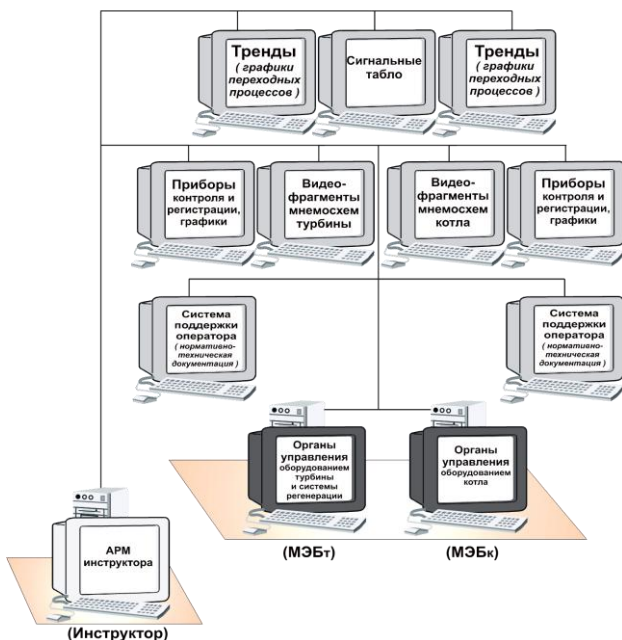 Тренды
( графики
переходных
процессов )
Сигнальные
табло
Тренды
( графики
переходных
процессов )
Приборы
контроля и
регистрации,
графики
Видео-
фрагменты
мнемосхем
турбины
Видео-
фрагменты
мнемосхем
котла
Приборы
контроля и
регистрации,
графики
Система
поддержки
оператора
( нормативно-
техническая
документация )
Система
поддержки
оператора
( нормативно-
техническая
документация )
Органы
управления
оборудованием
турбины
и системы
регенерации
Органы
управления
оборудованием
котла
(МЭБт)
(МЭБк)
АРМ
инструктора
(Инструктор)